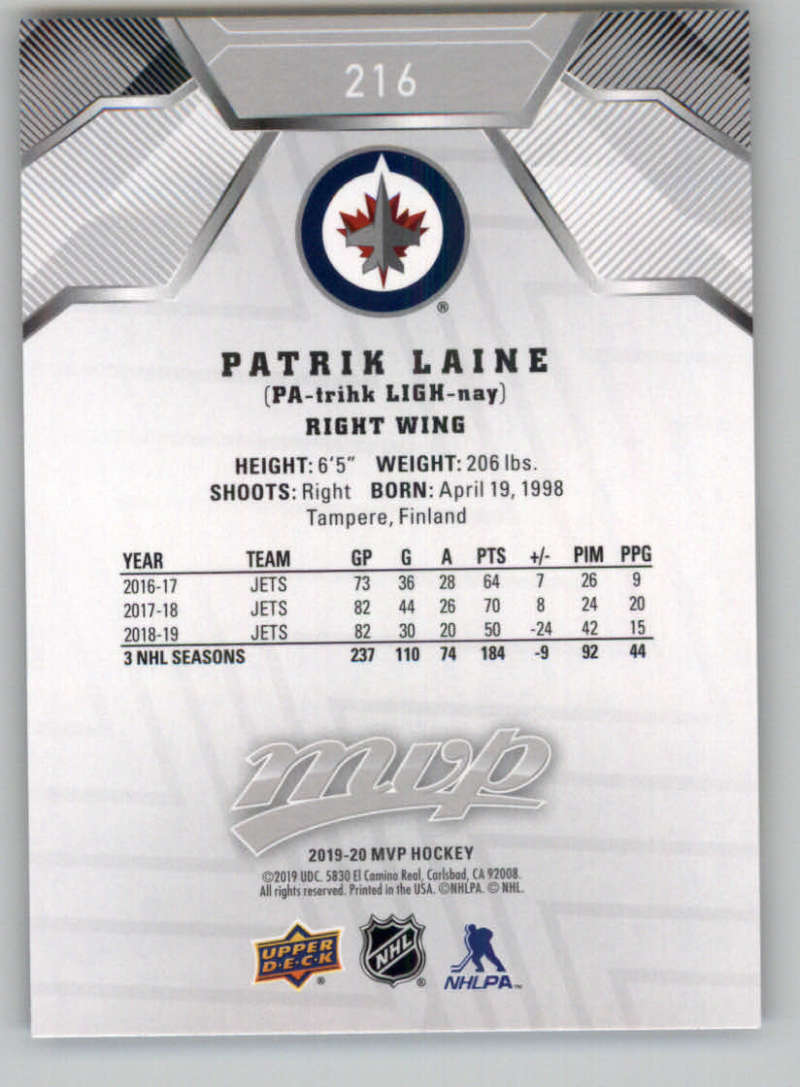 216
®
PATRIK LAINE
(PA-trihk LIGH-nay)
RIGHT WING
HEIGHT: 6'5" WEIGHT: 206 lbs.
SHOOTS: Right BORN: April 19, 1998
Tampere, Finland
YEAR TEAM GP G A PTS +/- PIM PPG
2016-17 JETS 73 36 28 64 7 26 9
2017-18 JETS 82 44 26 70 8 24 20
2018-19 JETS 82 30 20 50 -24 42 15
3 NHL SEASONS 237 110 74 184 -9 92 44
mvp
2019-20 MVP HOCKEY
©2019 UDC. 5830 El Camino Real, Carlsbad, CA 92008.
All rights reserved. Printed in the USA. ©NHLPA. © NHL.
UPPER DECK® NHL® NHLPA™